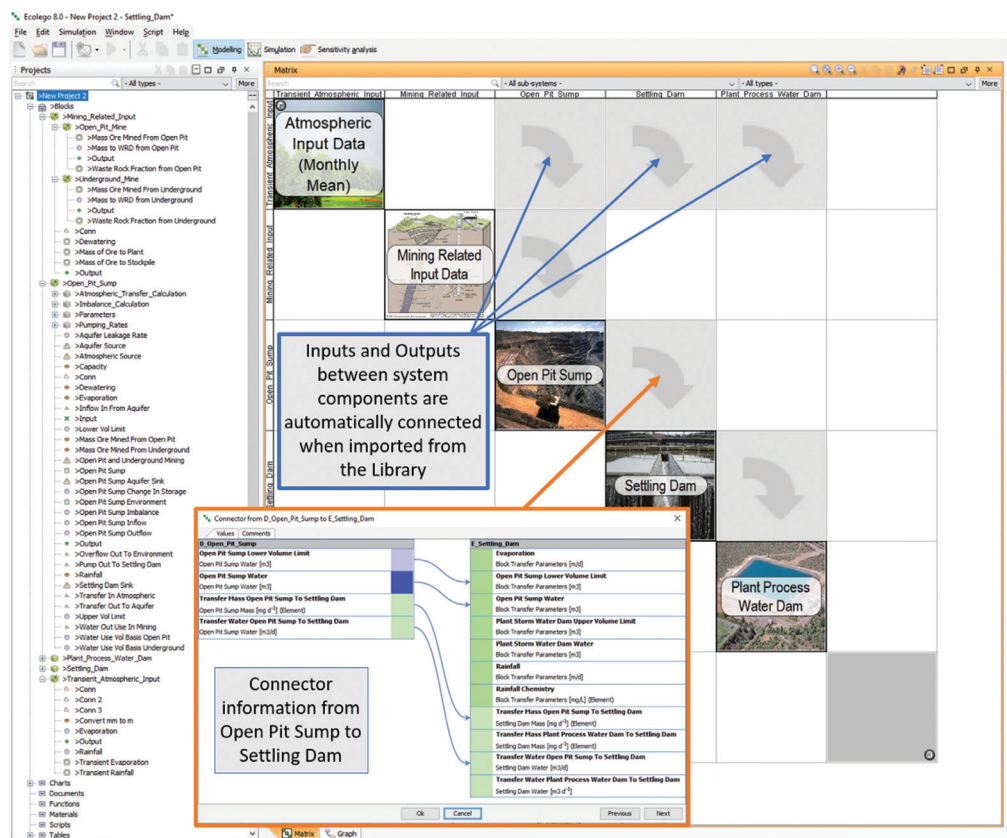 Ecolego 8.0 - New Project 2 - Settling_Dam*
File Edit Simulation Window Script Help
Modelling Simulation Sensitivity analysis
Projects
Search - All types - More
>New Project 2
>Blocks
>Mining_Related_Input
>Open_Pit_Mine
>Mass Ore Mined From Open Pit
>Mass to WRD from Open Pit
>Output
>Waste Rock Fraction from Open Pit
>Underground_Mine
>Mass Ore Mined From Underground
>Mass to WRD from Underground
>Output
>Waste Rock Fraction from Underground
>Conn
>Dewatering
>Mass of Ore to Plant
>Mass of Ore to Stockpile
>Output
>Open_Pit_Sump
>Atmospheric_Transfer_Calculation
>Imbalance_Calculation
>Parameters
>Pumping_Rates
>Aquifer Leakage Rate
>Aquifer Source
>Atmospheric Source
>Capacity
>Conn
>Dewatering
>Evaporation
>Inflow In From Aquifer
>Input
>Lower Vol Limit
>Mass Ore Mined From Open Pit
>Mass Ore Mined From Underground
>Open Pit and Underground Mining
>Open Pit Sump
>Open Pit Sump Aquifer Sink
>Open Pit Sump Change In Storage
>Open Pit Sump Environment
>Open Pit Sump Imbalance
>Open Pit Sump Inflow
>Open Pit Sump Outflow
>Output
>Overflow Out To Environment
>Pump Out To Settling Dam
>Rainfall
>Settling Dam Sink
>Transfer In Atmospheric
>Transfer Out To Aquifer
>Upper Vol Limit
>Water Out Use In Mining
>Water Use Vol Basis Open Pit
>Water Use Vol Basis Underground
>Plant_Process_Water_Dam
>Settling_Dam
>Transient_Atmospheric_Input
>Conn
>Conn 2
>Conn 3
>Convert mm to m
>Evaporation
>Output
>Rainfall
>Transient Evaporation
>Transient Rainfall
Charts
Documents
Functions
Materials
Scripts
Tables
Matrix
Search - All sub-systems - - All types - More
Transient_Atmospheric_Input Mining_Related_Input Open_Pit_Sump Settling_Dam Plant_Process_Water_Dam
Transient_Atmospheric_Input
Atmospheric
Input Data
(Monthly
Mean)
Mining_Related_Input
Mining Related
Input Data
Open_Pit_Sump
Open Pit Sump
Inputs and Outputs
between system
components are
automatically connected
when imported from
the Library
Settling_Dam
Settling Dam
Plant Process
Water Dam
Connector from D_Open_Pit_Sump to E_Settling_Dam
Values Comments
D_Open_Pit_Sump
Open Pit Sump Lower Volume Limit
Open Pit Sump Water [m3]
Open Pit Sump Water
Open Pit Sump Water [m3]
Transfer Mass Open Pit Sump To Settling Dam
Open Pit Sump Mass [mg d⁻¹] (Element)
Transfer Water Open Pit Sump To Settling Dam
Open Pit Sump Water [m3/d]
E_Settling_Dam
Evaporation
Block Transfer Parameters [m/d]
Open Pit Sump Lower Volume Limit
Block Transfer Parameters [m3]
Open Pit Sump Water
Block Transfer Parameters [m3]
Plant Storm Water Dam Upper Volume Limit
Block Transfer Parameters [m3]
Plant Storm Water Dam Water
Block Transfer Parameters [m3]
Rainfall
Block Transfer Parameters [m/d]
Rainfall Chemistry
Block Transfer Parameters [mg/L] (Element)
Transfer Mass Open Pit Sump To Settling Dam
Settling Dam Mass [mg d⁻¹] (Element)
Transfer Mass Plant Process Water Dam To Settling Dam
Settling Dam Mass [mg d⁻¹] (Element)
Transfer Water Open Pit Sump To Settling Dam
Settling Dam Water [m3/d]
Transfer Water Plant Process Water Dam To Settling Dam
Settling Dam Water [m3 d⁻¹]
Connector
information from
Open Pit Sump to
Settling Dam
Ok Cancel Previous Next
Matrix Graph